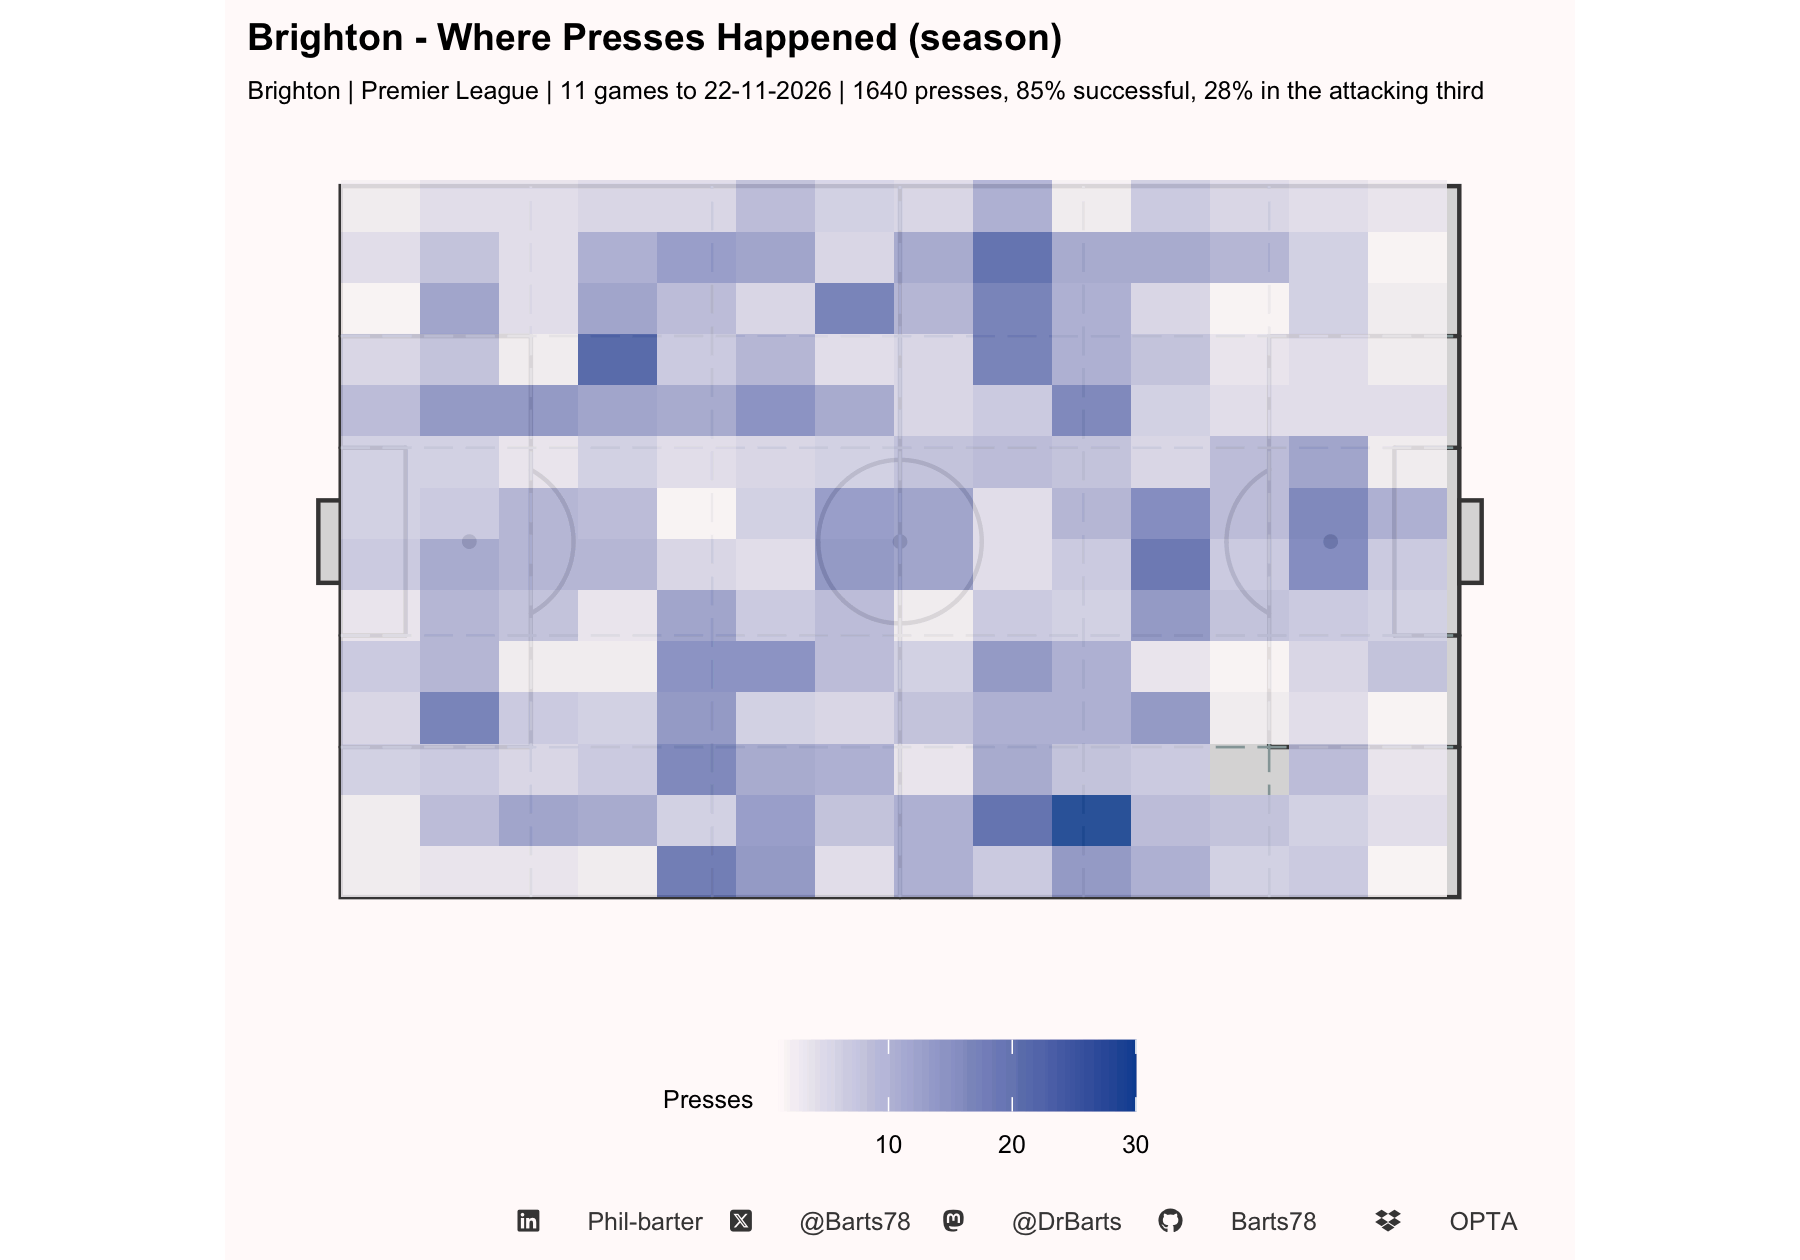 Brighton - Where Presses Happened (season)
Brighton | Premier League | 11 games to 22-11-2026 | 1640 presses, 85% successful, 28% in the attacking third
Presses
10 20 30
Phil-barter @Barts78 @DrBarts Barts78 OPTA